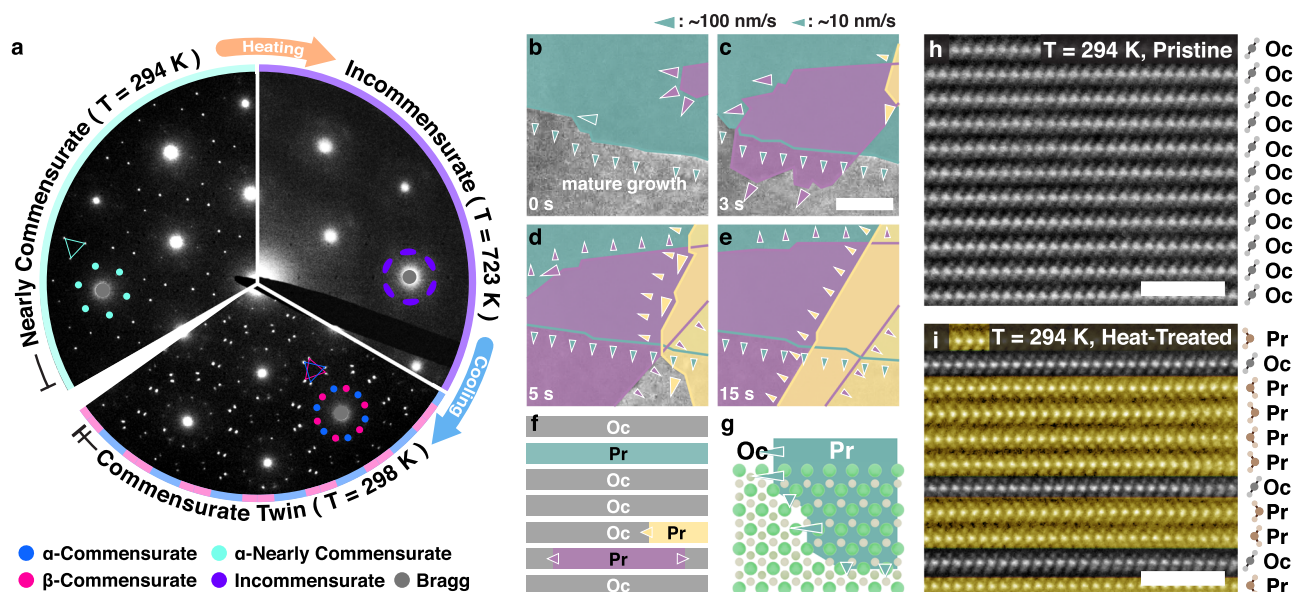 a
Heating
Nearly Commensurate ( T = 294 K )
Incommensurate ( T = 723 K )
Cooling
Commensurate Twin ( T = 298 K )
α-Commensurate
α-Nearly Commensurate
β-Commensurate
Incommensurate
Bragg
: ~100 nm/s
: ~10 nm/s
b
mature growth
0 s
c
3 s
d
5 s
e
15 s
f
Oc
Pr
Oc
Oc
Oc Pr
Pr
Oc
g
Oc Pr
h
T = 294 K, Pristine
Oc
Oc
Oc
Oc
Oc
Oc
Oc
Oc
Oc
Oc
Oc
i
T = 294 K, Heat-Treated
Pr
Oc
Pr
Pr
Pr
Pr
Oc
Pr
Pr
Oc
Pr